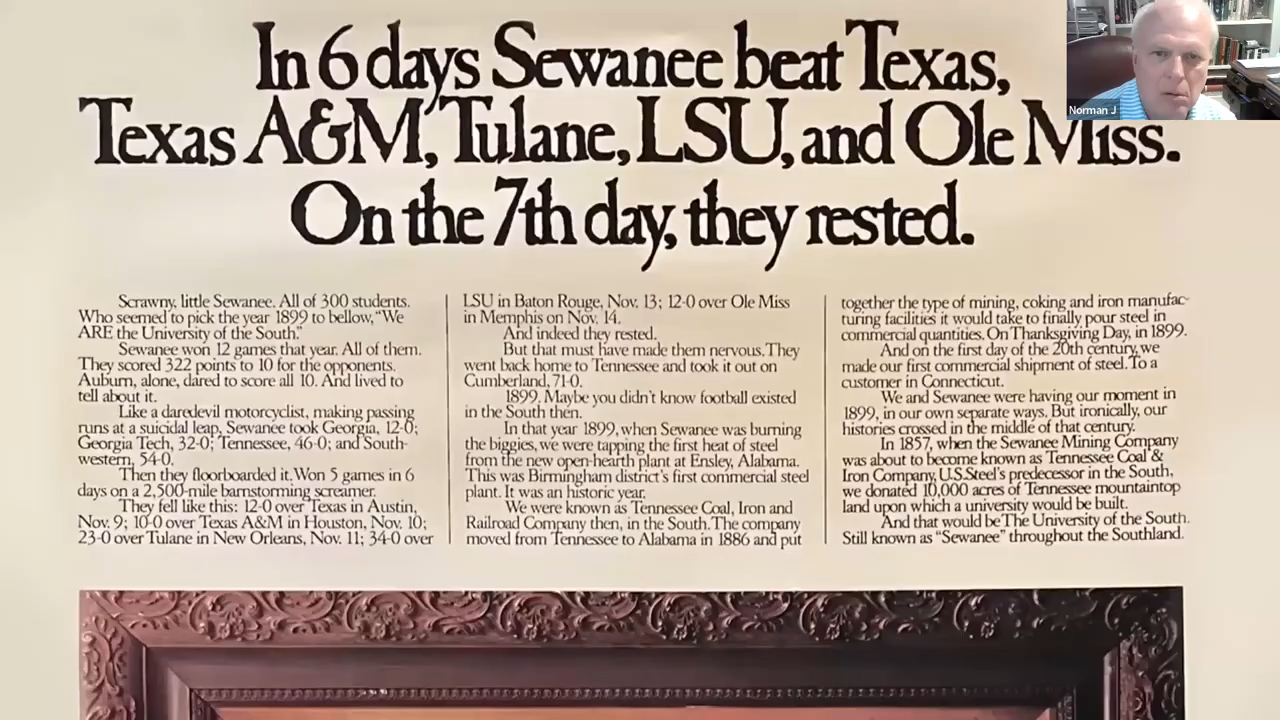 In 6 days Sewanee beat Texas,
Texas A&M, Tulane, LSU, and Ole Miss.
On the 7th day, they rested.
Norman J
Scrawny, little Sewanee. All of 300 students.
Who seemed to pick the year 1899 to bellow, "We
ARE the University of the South."
Sewanee won 12 games that year. All of them.
They scored 322 points to 10 for the opponents.
Auburn, alone, dared to score all 10. And lived to
tell about it.
Like a daredevil motorcyclist, making passing
runs at a suicidal leap, Sewanee took Georgia, 12-0;
Georgia Tech, 32-0; Tennessee, 46-0; and South-
western, 54-0.
Then they floorboarded it. Won 5 games in 6
days on a 2,500-mile barnstorming screamer.
They fell like this: 12-0 over Texas in Austin,
Nov. 9; 10-0 over Texas A&M in Houston, Nov. 10;
23-0 over Tulane in New Orleans, Nov. 11; 34-0 over
LSU in Baton Rouge, Nov. 13; 12-0 over Ole Miss
in Memphis on Nov. 14.
And indeed they rested.
But that must have made them nervous. They
went back home to Tennessee and took it out on
Cumberland, 71-0.
1899. Maybe you didn't know football existed
in the South then.
In that year 1899, when Sewanee was burning
the biggies, we were tapping the first heat of steel
from the new open-hearth plant at Ensley, Alabama.
This was Birmingham district's first commercial steel
plant. It was an historic year.
We were known as Tennessee Coal, Iron and
Railroad Company then, in the South. The company
moved from Tennessee to Alabama in 1886 and put
together the type of mining, coking and iron manufac-
turing facilities it would take to finally pour steel in
commercial quantities. On Thanksgiving Day, in 1899.
And on the first day of the 20th century, we
made our first commercial shipment of steel. To a
customer in Connecticut.
We and Sewanee were having our moment in
1899, in our own separate ways. But ironically, our
histories crossed in the middle of that century.
In 1857, when the Sewanee Mining Company
was about to become known as Tennessee Coal &
Iron Company, U.S. Steel's predecessor in the South,
we donated 10,000 acres of Tennessee mountaintop
land upon which a university would be built.
And that would be The University of the South.
Still known as "Sewanee" throughout the Southland.